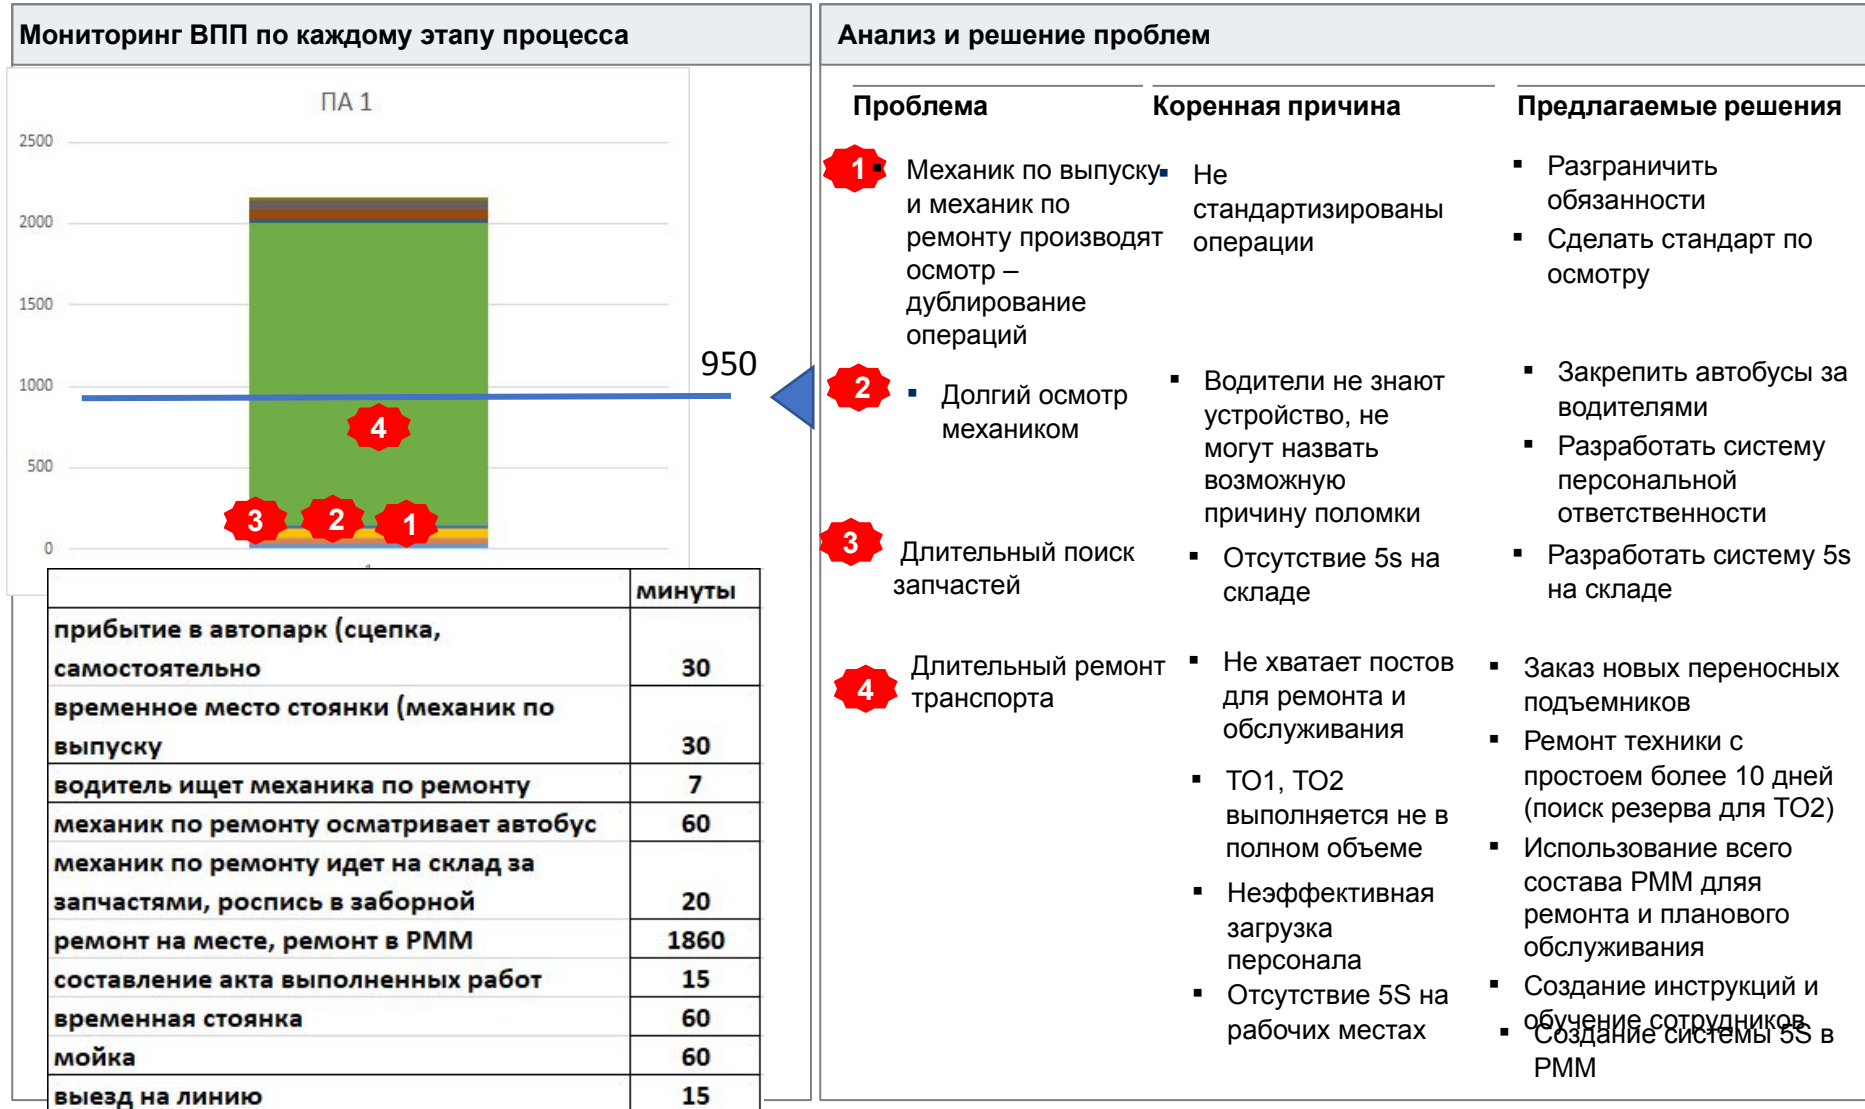 Мониторинг ВПП по каждому этапу процесса
ПА 1
2500
2000
1500
1000
500
0
950
4
3
2
1
минуты
прибытие в автопарк (сцепка,
самостоятельно 30
временное место стоянки (механик по
выпуску 30
водитель ищет механика по ремонту 7
механик по ремонту осматривает автобус 60
механик по ремонту идет на склад за
запчастями, роспись в заборной 20
ремонт на месте, ремонт в РММ 1860
составление акта выполненных работ 15
временная стоянка 60
мойка 60
выезд на линию 15
Анализ и решение проблем
Проблема
Коренная причина
Предлагаемые решения
1
Механик по выпуску
и механик по
ремонту производят
осмотр –
дублирование
операций
Не
стандартизированы
операции
Разграничить
обязанности
Сделать стандарт по
осмотру
2
Долгий осмотр
механиком
Водители не знают
устройство, не
могут назвать
возможную
причину поломки
Закрепить автобусы за
водителями
Разработать систему
персональной
ответственности
3
Длительный поиск
запчастей
Отсутствие 5s на
складе
Разработать систему 5s
на складе
4
Длительный ремонт
транспорта
Не хватает постов
для ремонта и
обслуживания
ТО1, ТО2
выполняется не в
полном объеме
Неэффективная
загрузка
персонала
Отсутствие 5S на
рабочих местах
Заказ новых переносных
подъемников
Ремонт техники с
простоем более 10 дней
(поиск резерва для ТО2)
Использование всего
состава РММ дляя
ремонта и планового
обслуживания
Создание инструкций и
обучение сотрудников
Создание системы 5S в
РММ